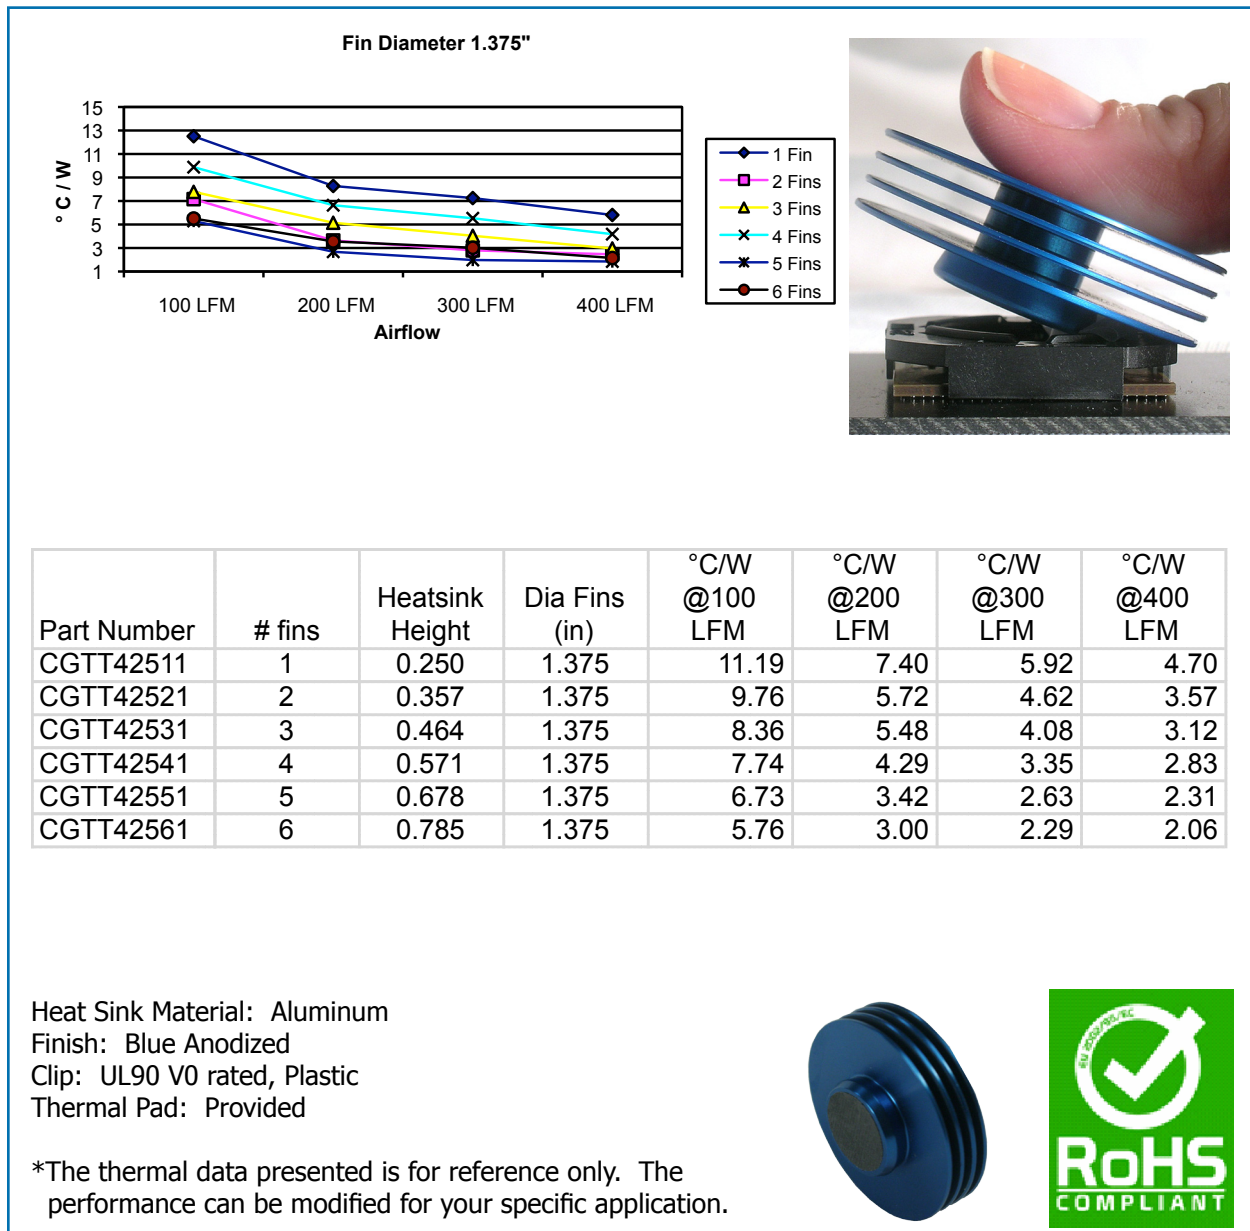 Fin Diameter 1.375"
15
13
11
9
7
5
3
1
° C / W
100 LFM 200 LFM 300 LFM 400 LFM
Airflow
1 Fin
2 Fins
3 Fins
4 Fins
5 Fins
6 Fins
Part Number # fins Heatsink Height Dia Fins (in) °C/W @100 LFM °C/W @200 LFM °C/W @300 LFM °C/W @400 LFM
CGTT42511 1 0.250 1.375 11.19 7.40 5.92 4.70
CGTT42521 2 0.357 1.375 9.76 5.72 4.62 3.57
CGTT42531 3 0.464 1.375 8.36 5.48 4.08 3.12
CGTT42541 4 0.571 1.375 7.74 4.29 3.35 2.83
CGTT42551 5 0.678 1.375 6.73 3.42 2.63 2.31
CGTT42561 6 0.785 1.375 5.76 3.00 2.29 2.06
Heat Sink Material: Aluminum
Finish: Blue Anodized
Clip: UL90 V0 rated, Plastic
Thermal Pad: Provided
*The thermal data presented is for reference only. The
performance can be modified for your specific application.
EU 2002/95/EC
RoHS
COMPLIANT